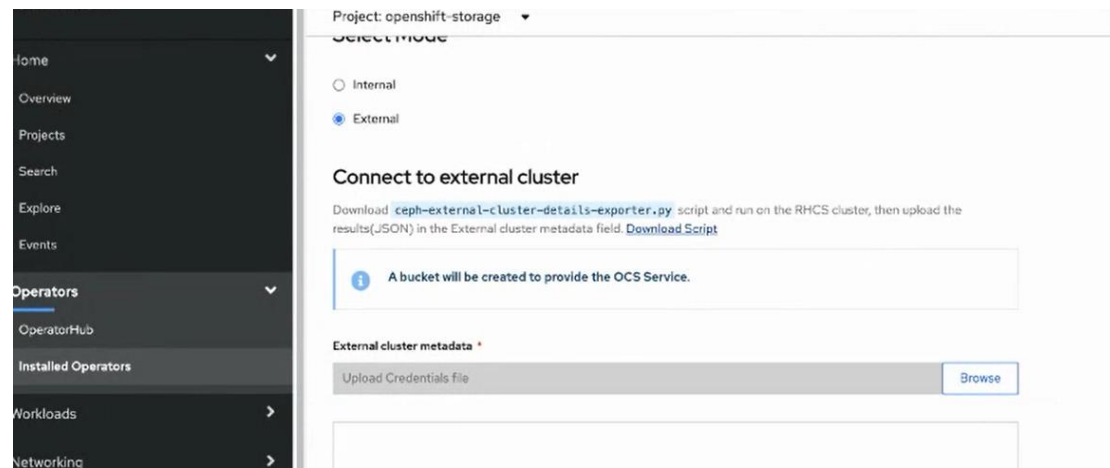 Home
Overview
Projects
Search
Explore
Events
Operators
OperatorHub
Installed Operators
Workloads
Networking
Project: openshift-storage
Select Mode
Internal
External
Connect to external cluster
Download ceph-external-cluster-details-exporter.py script and run on the RHCS cluster, then upload the
results(JSON) in the External cluster metadata field. Download Script
A bucket will be created to provide the OCS Service.
External cluster metadata *
Upload Credentials file
Browse